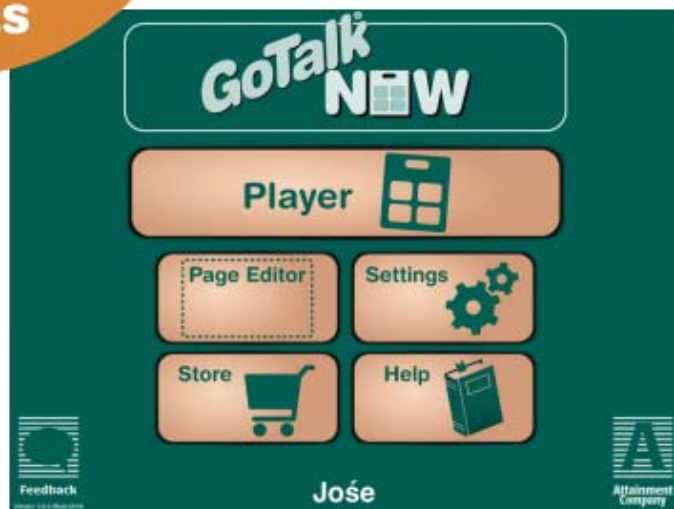 GoTalk
NOW
Player
Page Editor
Settings
Store
Help
Feedback
Jośe
Attainment
Company